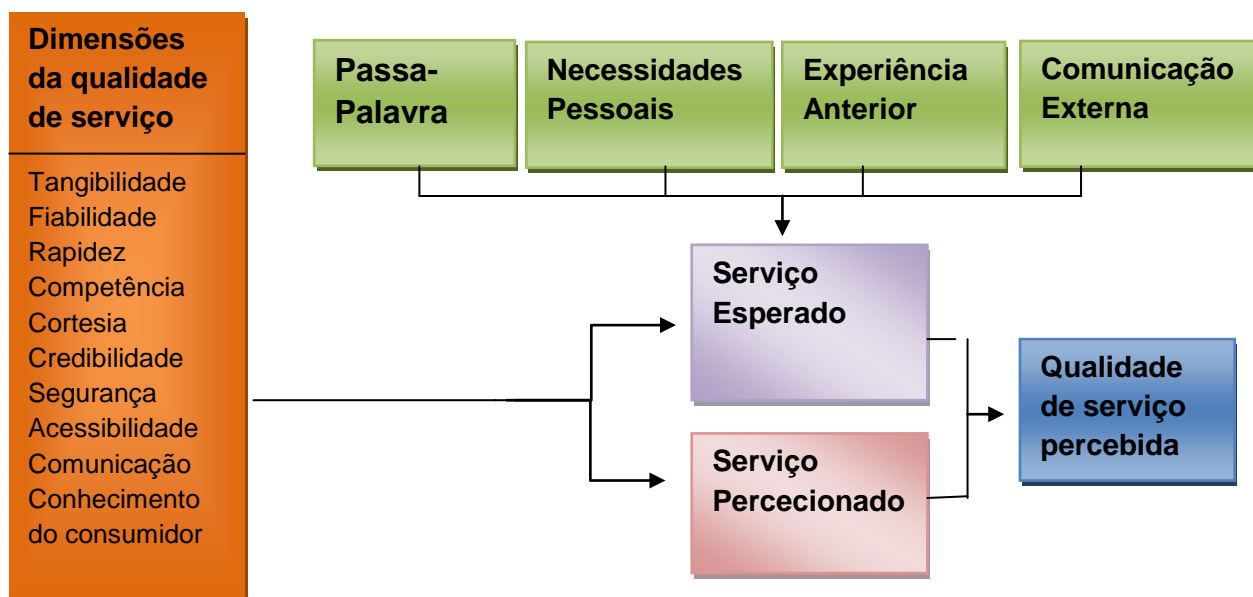 Dimensões
da qualidade
de serviço
Tangibilidade
Fiabilidade
Rapidez
Competência
Cortesia
Credibilidade
Segurança
Acessibilidade
Comunicação
Conhecimento
do consumidor
Passa-
Palavra
Necessidades
Pessoais
Experiência
Anterior
Comunicação
Externa
Serviço
Esperado
Serviço
Percecionado
Qualidade
de serviço
percebida